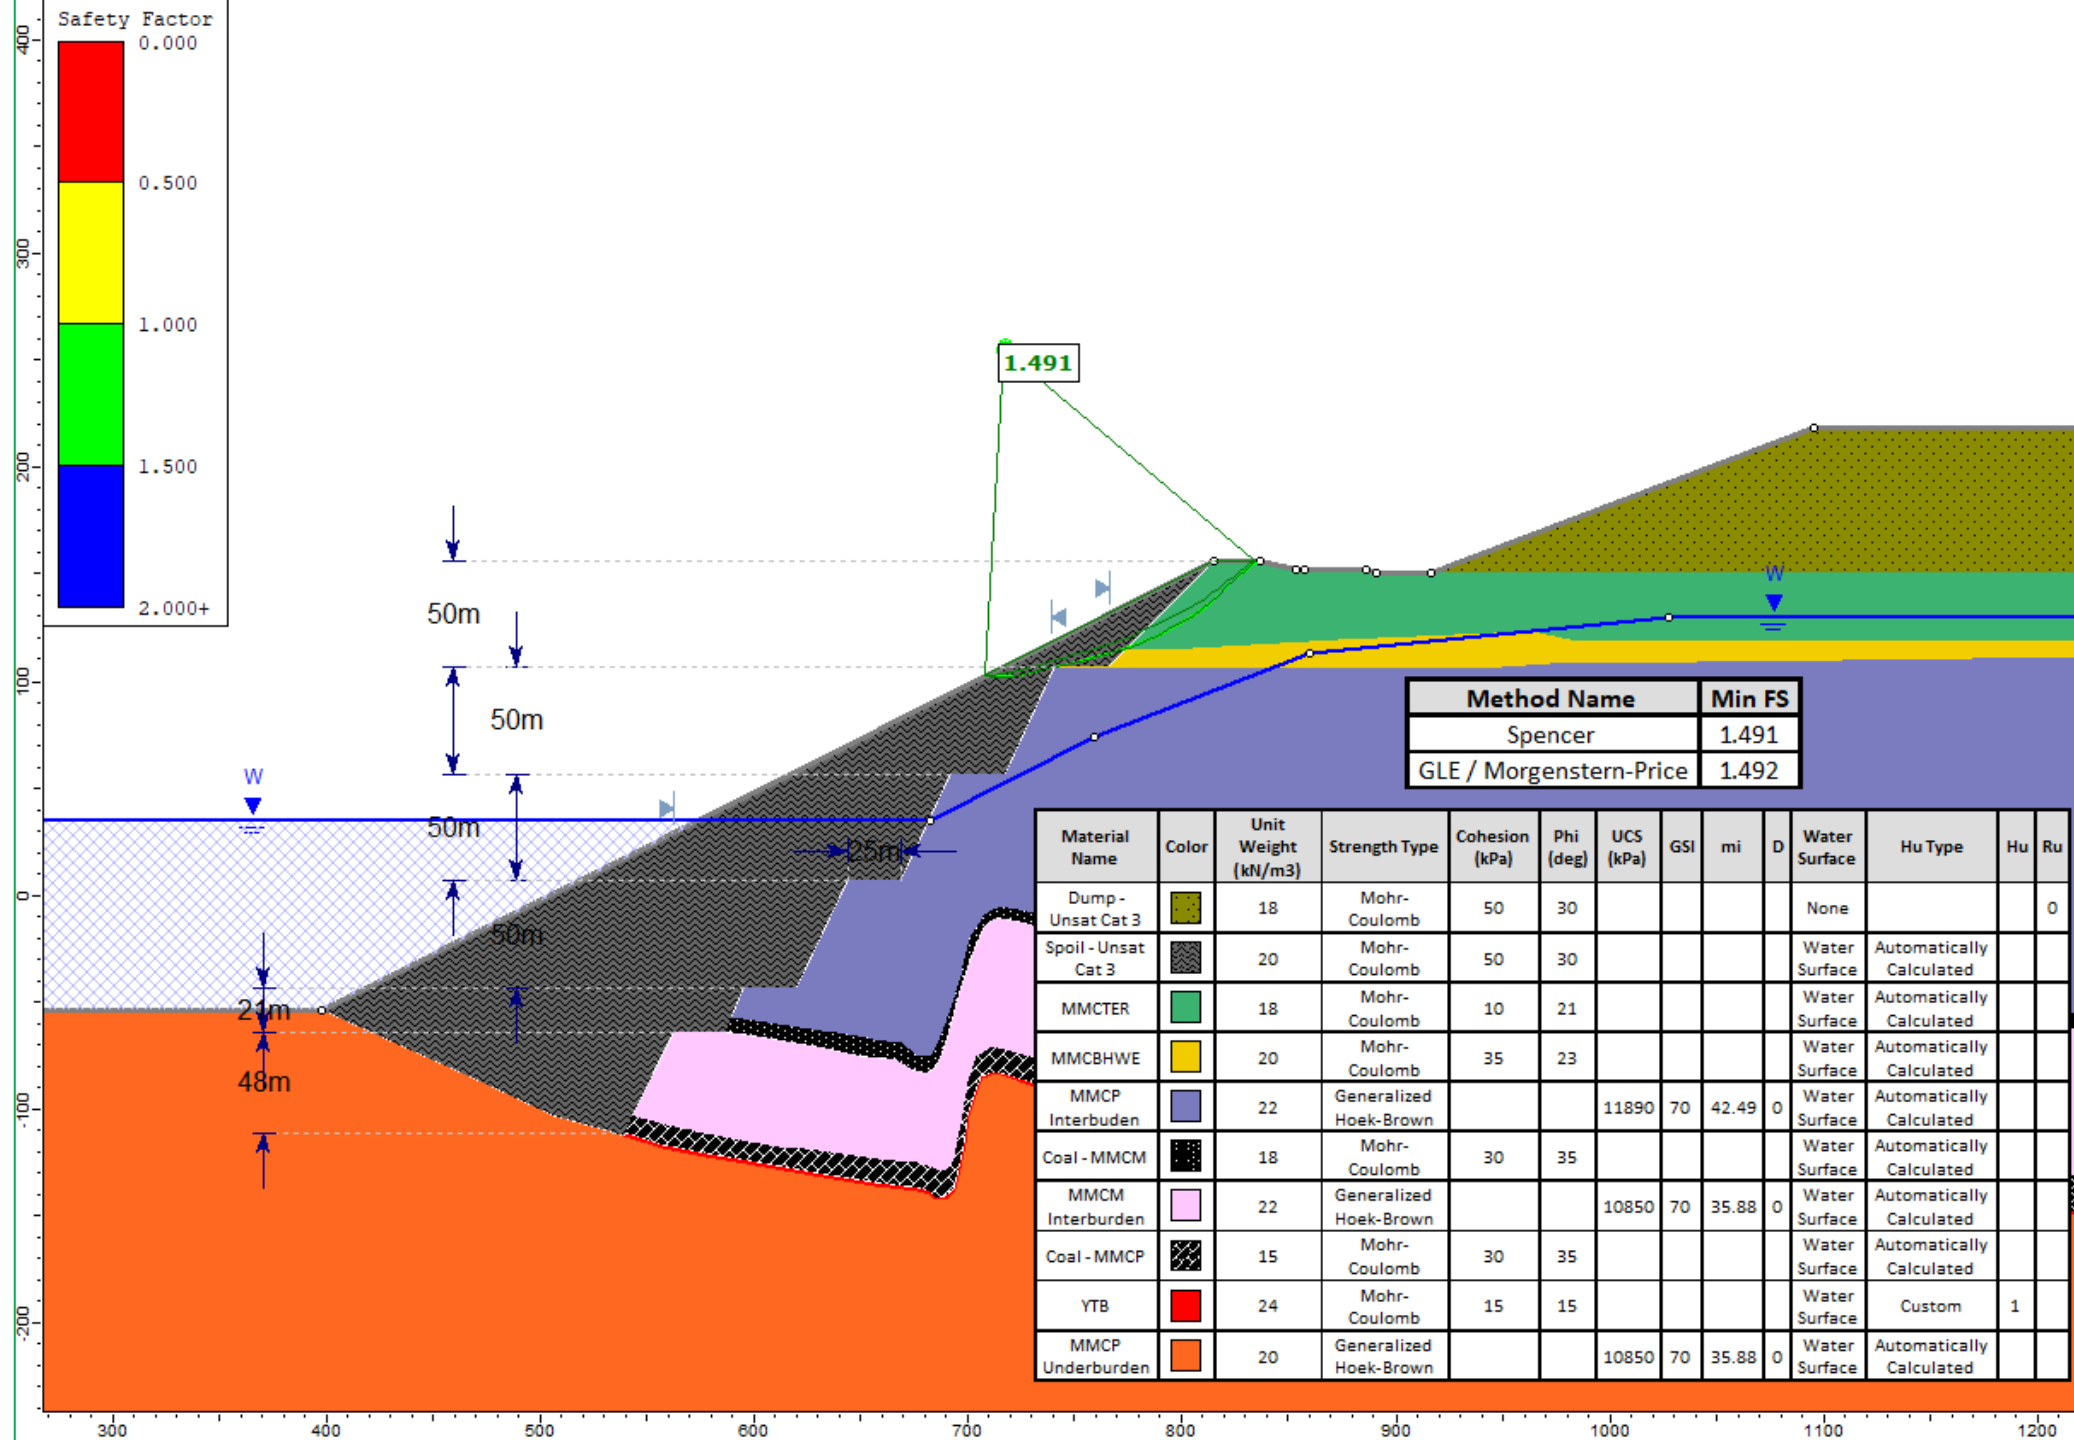 Safety Factor
0.000
0.500
1.000
1.500
2.000+
400
300
200
100
0
-100
-200
300
400
500
600
700
800
900
1000
1100
1200
1.491
50m
50m
50m
25m
50m
21m
48m
W
W
Method Name Min FS
Spencer 1.491
GLE / Morgenstern-Price 1.492
Material Name Color Unit Weight (kN/m3) Strength Type Cohesion (kPa) Phi (deg) UCS (kPa) GSI mi D Water Surface Hu Type Hu Ru
Dump - Unsat Cat 3 18 Mohr-Coulomb 50 30 None 0
Spoil - Unsat Cat 3 20 Mohr-Coulomb 50 30 Water Surface Automatically Calculated
MMCTER 18 Mohr-Coulomb 10 21 Water Surface Automatically Calculated
MMCBHWE 20 Mohr-Coulomb 35 23 Water Surface Automatically Calculated
MMCP Interbuden 22 Generalized Hoek-Brown 11890 70 42.49 0 Water Surface Automatically Calculated
Coal - MMCM 18 Mohr-Coulomb 30 35 Water Surface Automatically Calculated
MMCM Interburden 22 Generalized Hoek-Brown 10850 70 35.88 0 Water Surface Automatically Calculated
Coal - MMCP 15 Mohr-Coulomb 30 35 Water Surface Automatically Calculated
YTB 24 Mohr-Coulomb 15 15 Water Surface Custom 1
MMCP Underburden 20 Generalized Hoek-Brown 10850 70 35.88 0 Water Surface Automatically Calculated